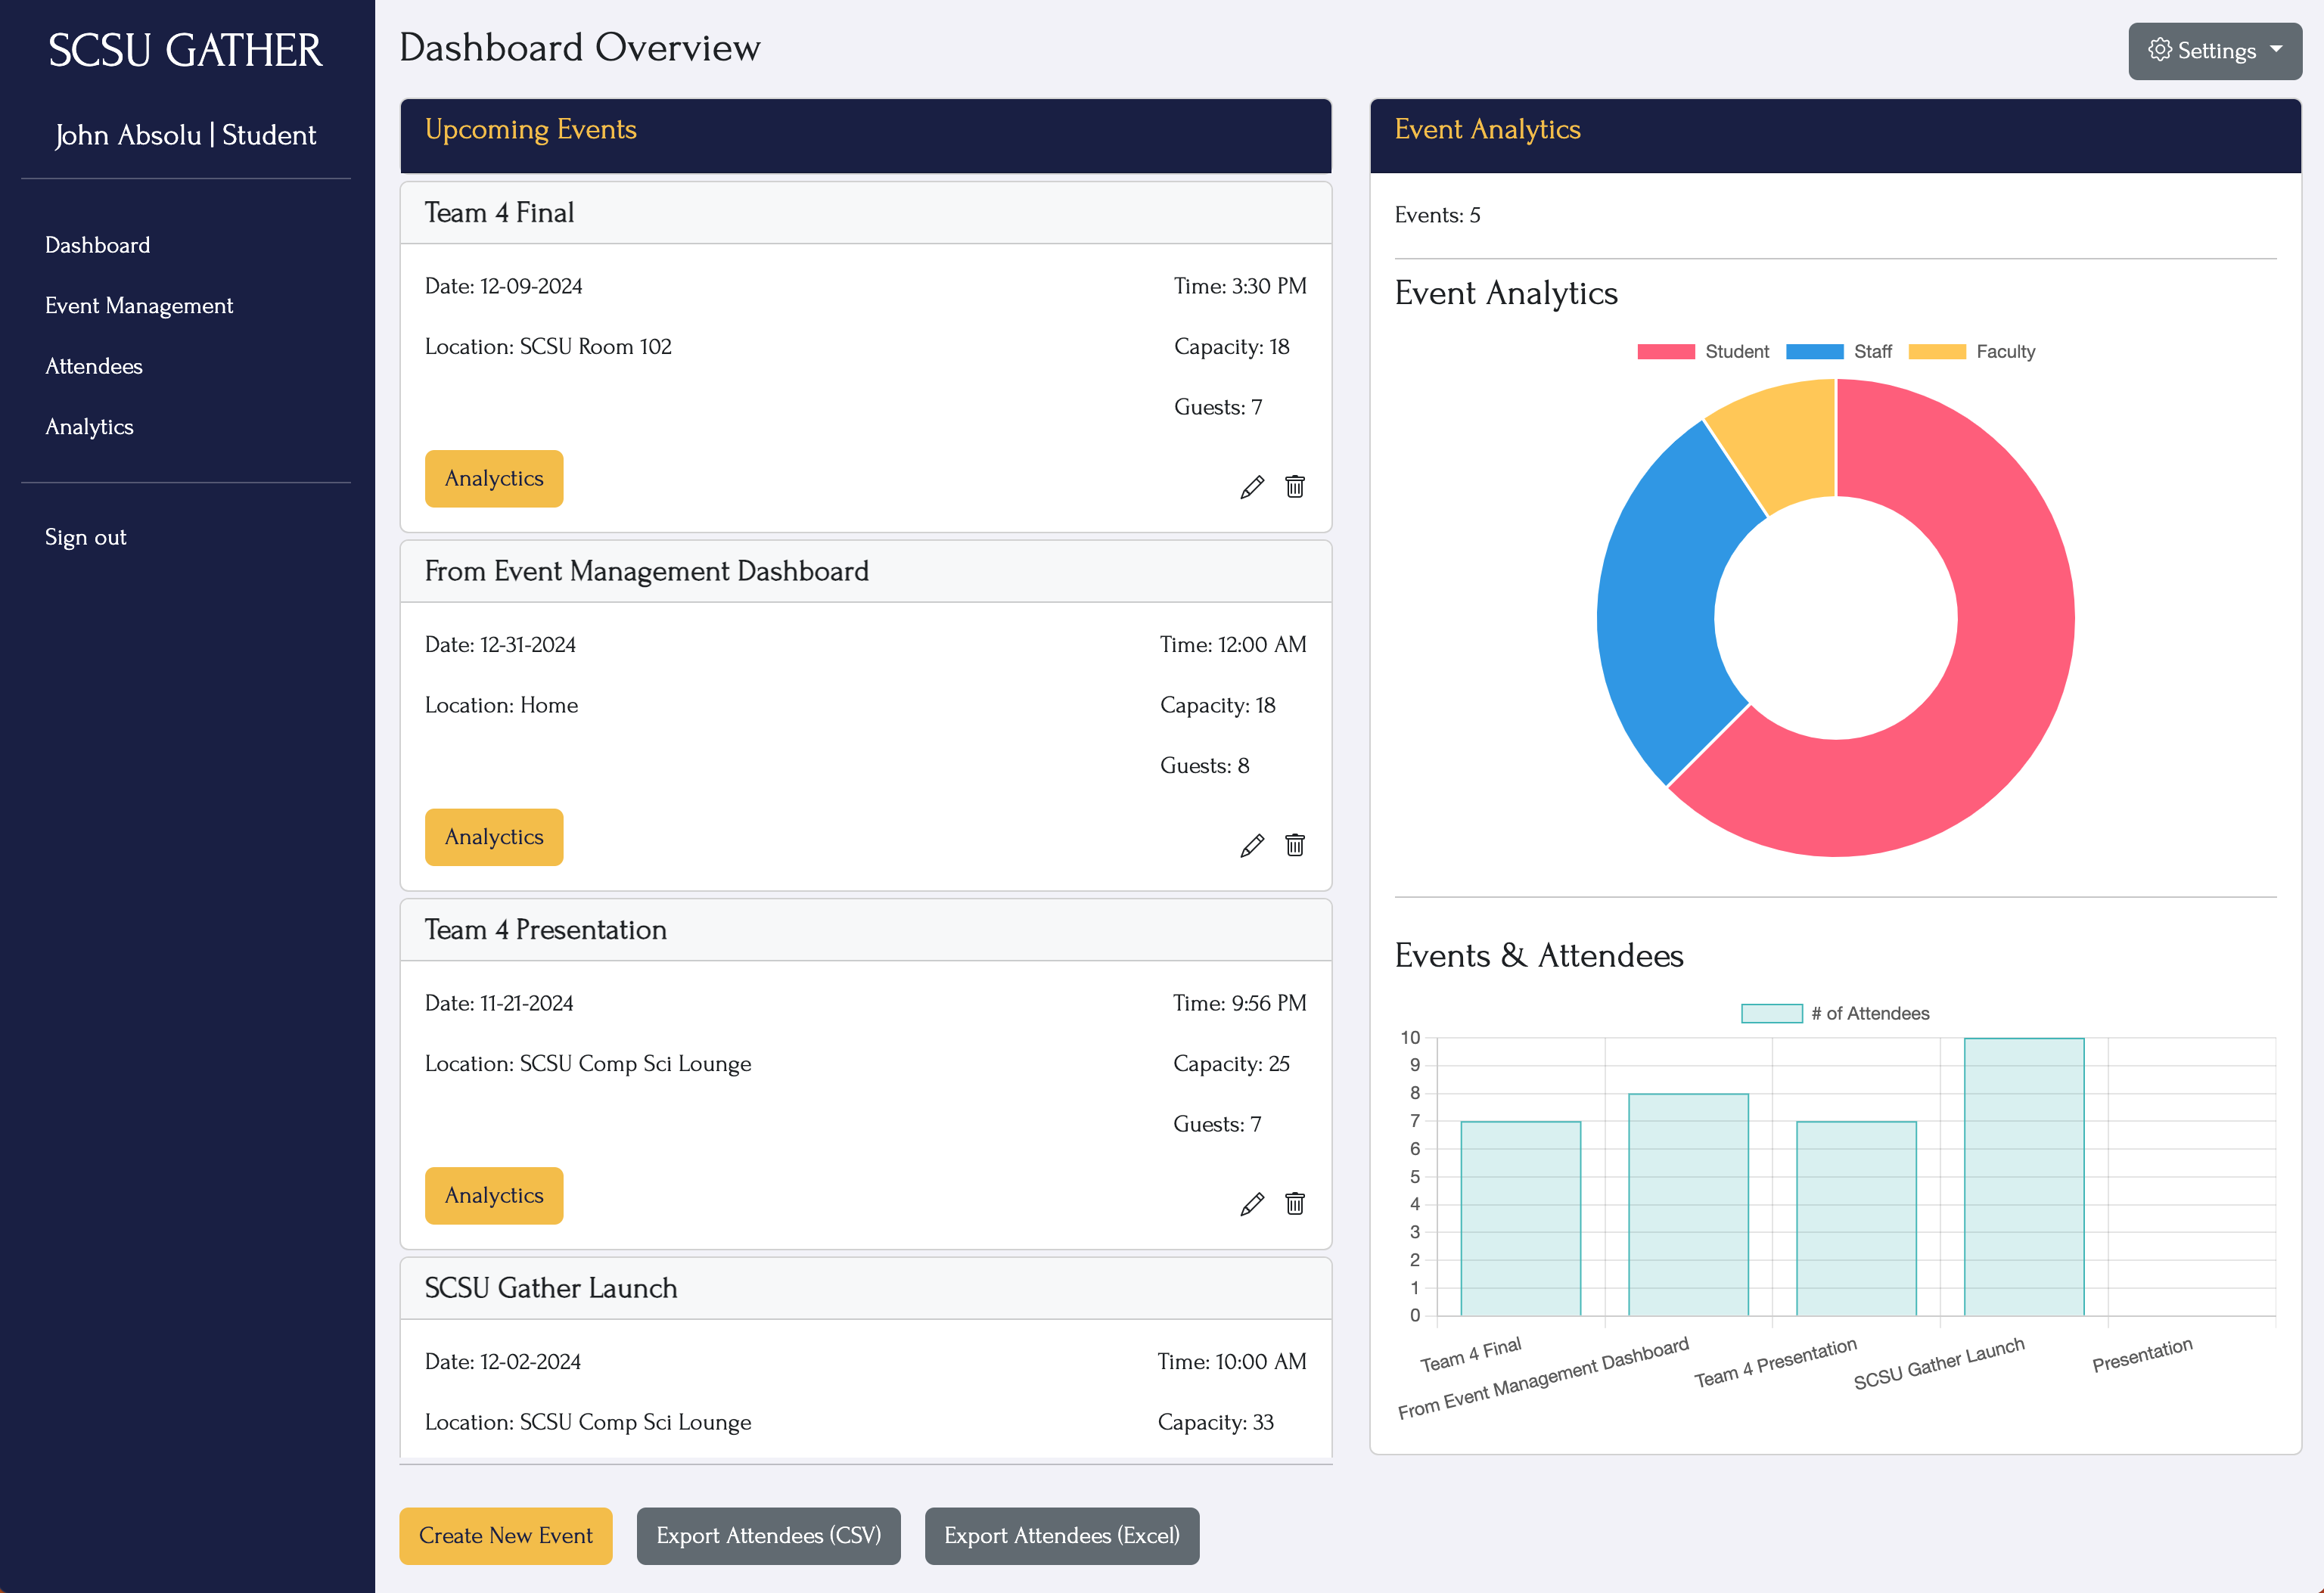 SCSU GATHER
John Absolu | Student
Dashboard
Event Management
Attendees
Analytics
Sign out
Dashboard Overview
Settings
Upcoming Events
Team 4 Final
Date: 12-09-2024
Time: 3:30 PM
Location: SCSU Room 102
Capacity: 18
Guests: 7
Analyctics
From Event Management Dashboard
Date: 12-31-2024
Time: 12:00 AM
Location: Home
Capacity: 18
Guests: 8
Analyctics
Team 4 Presentation
Date: 11-21-2024
Time: 9:56 PM
Location: SCSU Comp Sci Lounge
Capacity: 25
Guests: 7
Analyctics
SCSU Gather Launch
Date: 12-02-2024
Time: 10:00 AM
Location: SCSU Comp Sci Lounge
Capacity: 33
Create New Event
Export Attendees (CSV)
Export Attendees (Excel)
Event Analytics
Events: 5
Event Analytics
Student
Staff
Faculty
Events & Attendees
# of Attendees
10
9
8
7
6
5
4
3
2
1
0
Team 4 Final
From Event Management Dashboard
Team 4 Presentation
SCSU Gather Launch
Presentation